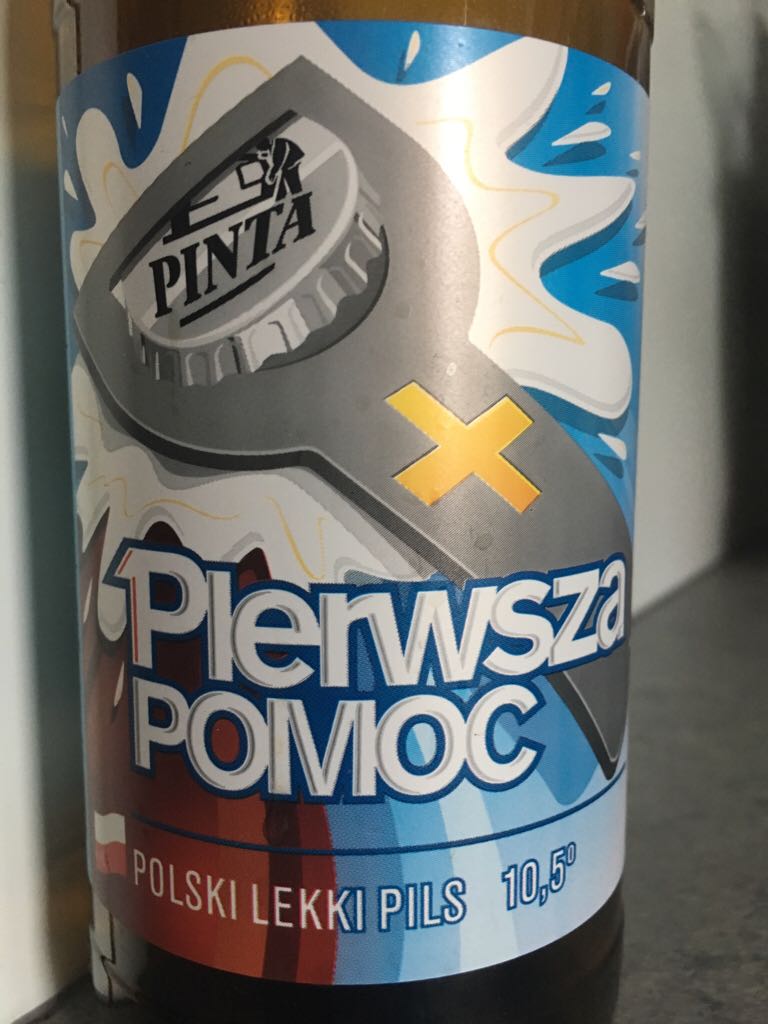 PINTA
Pierwsza
POMOC
POLSKI LEKKI PILS 10,5°